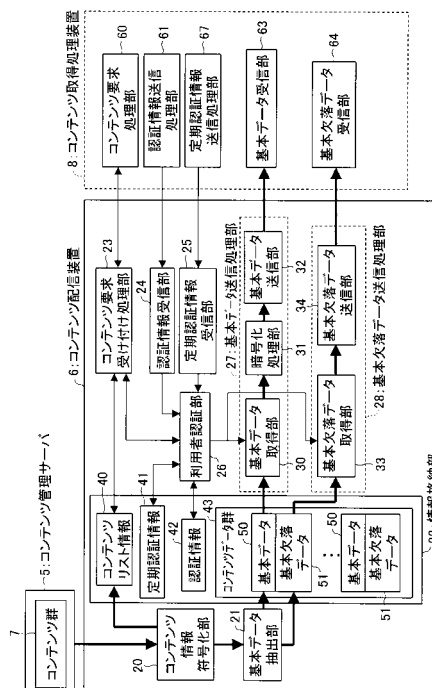 8:コンテンツ取得処理装置
コンテンツ要求
処理部
60
認証情報送信
処理部
61
定期認証情報
送信処理部
67
基本データ受信部
63
基本欠落データ
受信部
64
6:コンテンツ配信装置
コンテンツ要求
受け付け処理部
23
認証情報受信部
24
定期認証情報
受信部
25
利用者認証部
26
27:基本データ送信処理部
基本データ
取得部
30
暗号化
処理部
31
基本データ
送信部
32
基本欠落データ
取得部
33
基本欠落データ
送信部
34
28:基本欠落データ送信処理部
5:コンテンツ管理サーバ
コンテンツ群
7
コンテンツ
リスト情報
40
定期認証情報
41
42
認証情報
43
コンテンツデータ群
50
基本データ
基本欠落
データ
51
50
基本データ
基本欠落
データ
51
コンテンツ
情報
符号化部
20
基本データ
抽出部
21